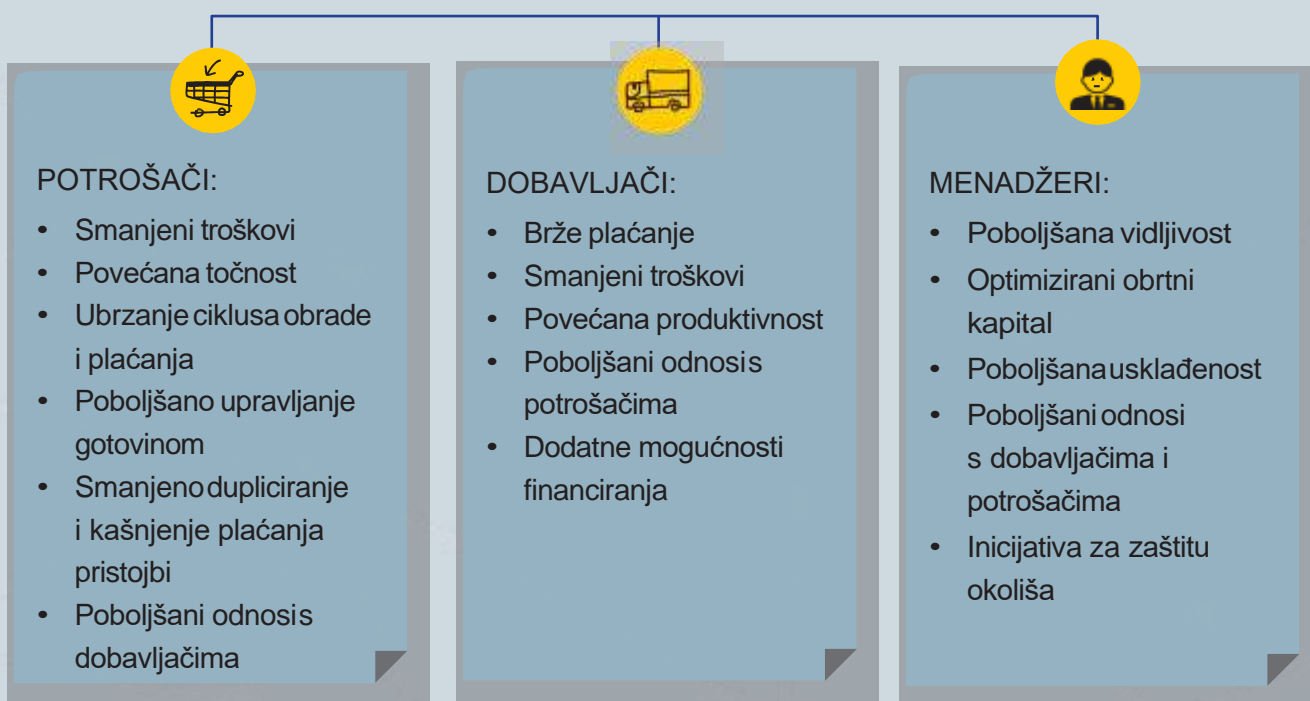 POTROŠAČI:
• Smanjeni troškovi
• Povećana točnost
• Ubrzanje ciklusa obrade
i plaćanja
• Poboljšano upravljanje
gotovinom
• Smanjeno dupliciranje
i kašnjenje plaćanja
pristojbi
• Poboljšani odnosi s
dobavljačima
DOBAVLJAČI:
• Brže plaćanje
• Smanjeni troškovi
• Povećana produktivnost
• Poboljšani odnosi s
potrošačima
• Dodatne mogućnosti
financiranja
MENADŽERI:
• Poboljšana vidljivost
• Optimizirani obrtni
kapital
• Poboljšana usklađenost
• Poboljšani odnosi
s dobavljačima i
potrošačima
• Inicijativa za zaštitu
okoliša